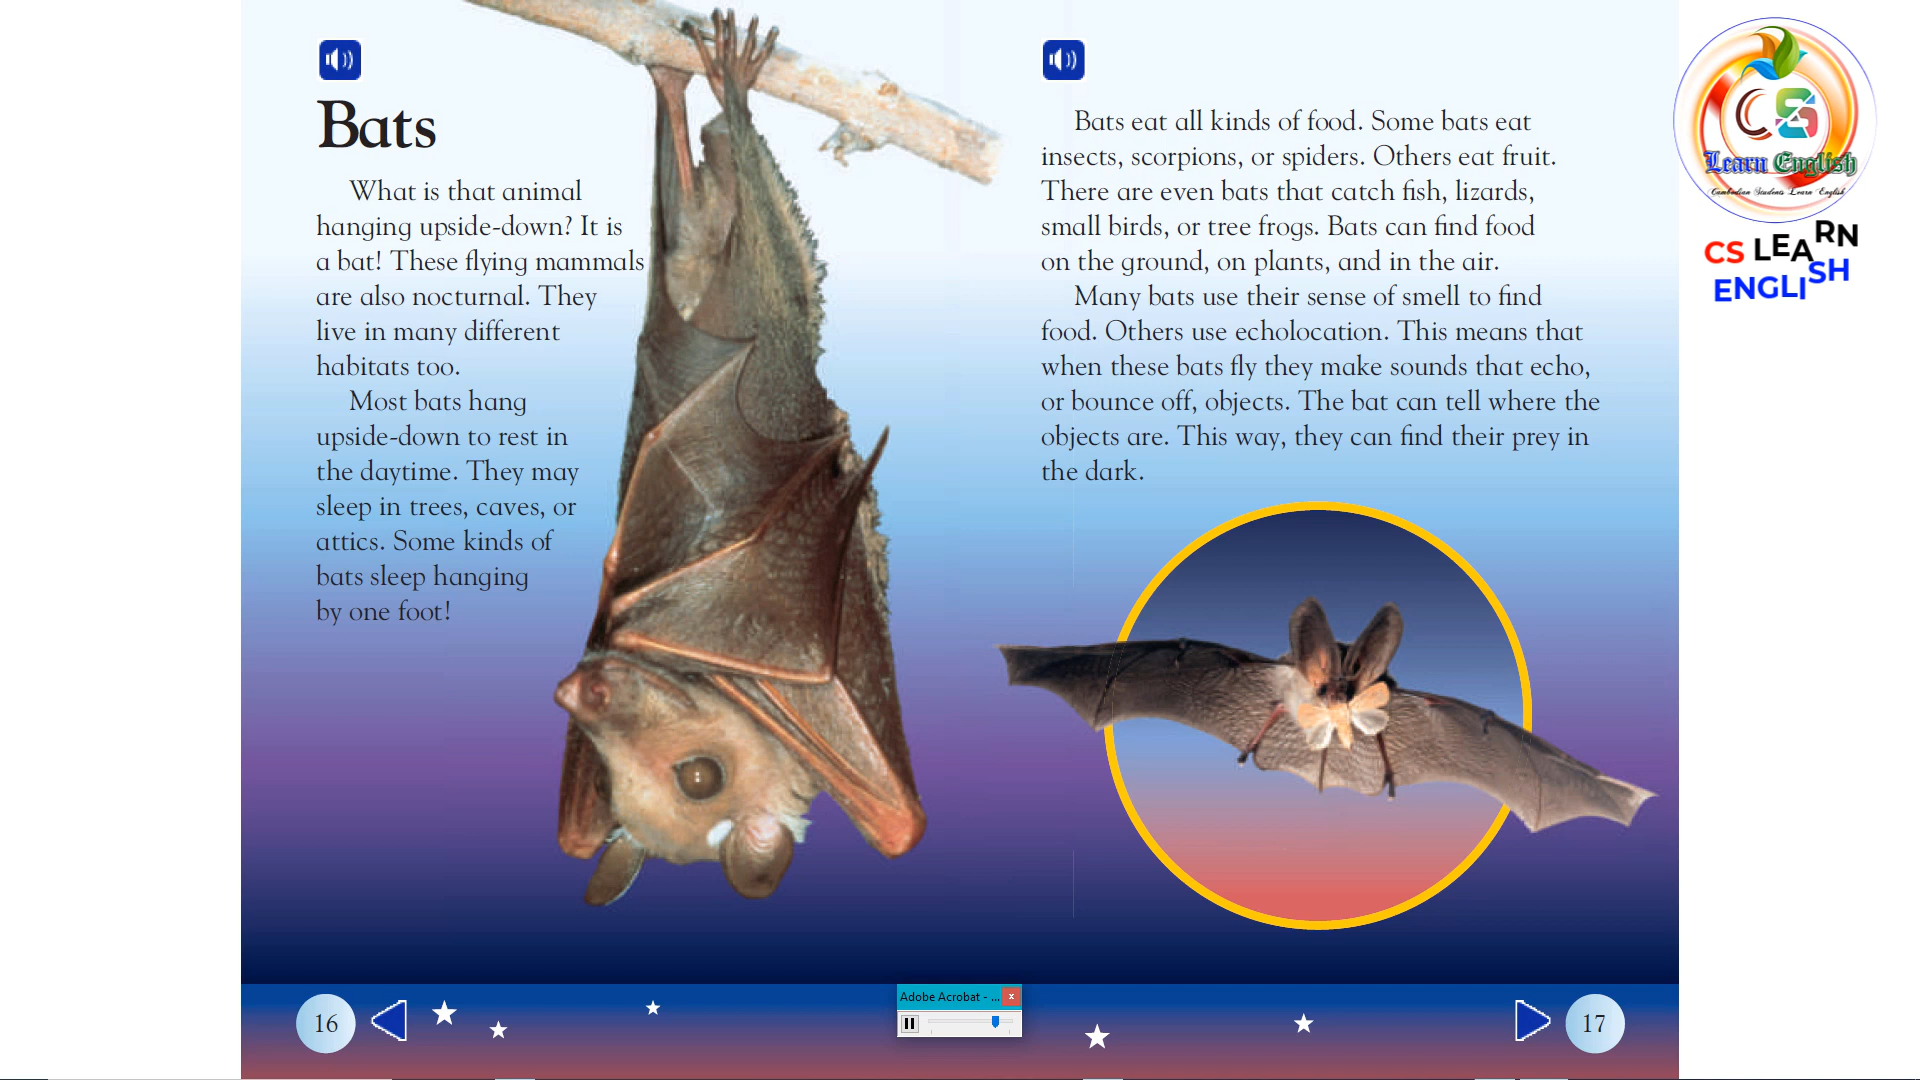 Bats
What is that animal
hanging upside-down? It is
a bat! These flying mammals
are also nocturnal. They
live in many different
habitats too.
Most bats hang
upside-down to rest in
the daytime. They may
sleep in trees, caves, or
attics. Some kinds of
bats sleep hanging
by one foot!
Bats eat all kinds of food. Some bats eat
insects, scorpions, or spiders. Others eat fruit.
There are even bats that catch fish, lizards,
small birds, or tree frogs. Bats can find food
on the ground, on plants, and in the air.
Many bats use their sense of smell to find
food. Others use echolocation. This means that
when these bats fly they make sounds that echo,
or bounce off, objects. The bat can tell where the
objects are. This way, they can find their prey in
the dark.
CS
Learn English
Cambodian Students Learn English
CS LEARN
ENGLISH
16
Adobe Acrobat - ...
x
17